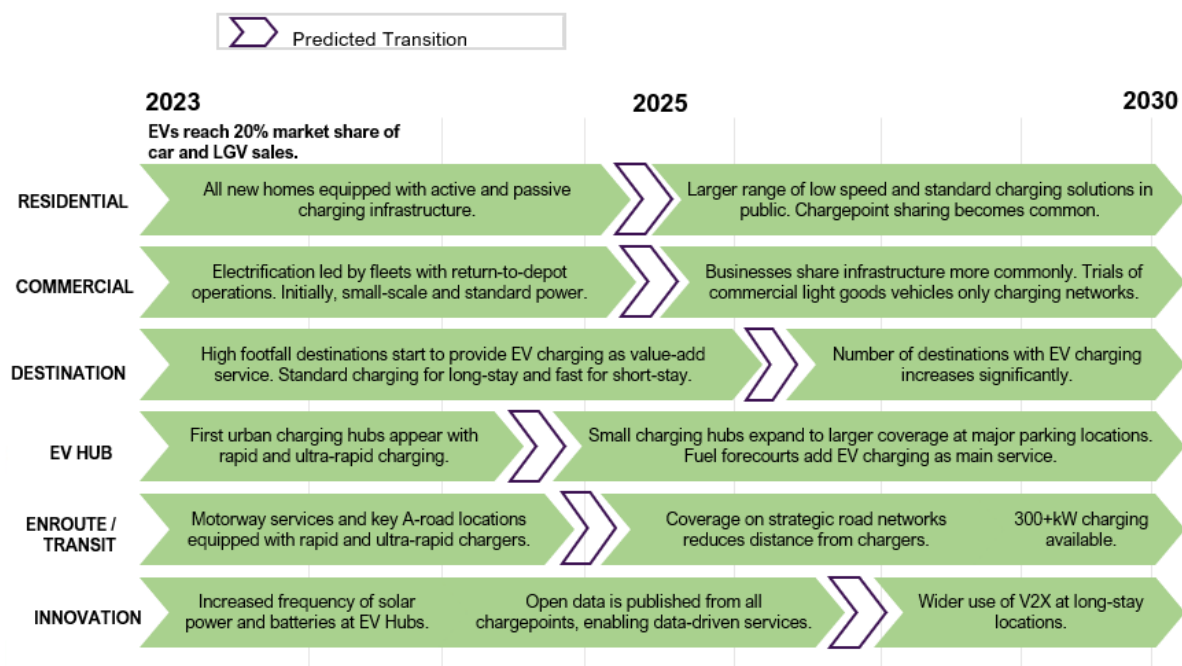 Predicted Transition
2023
2025
2030
EVs reach 20% market share of
car and LGV sales.
RESIDENTIAL
All new homes equipped with active and passive
charging infrastructure.
Larger range of low speed and standard charging solutions in
public. Chargepoint sharing becomes common.
COMMERCIAL
Electrification led by fleets with return-to-depot
operations. Initially, small-scale and standard power.
Businesses share infrastructure more commonly. Trials of
commercial light goods vehicles only charging networks.
DESTINATION
High footfall destinations start to provide EV charging as value-add
service. Standard charging for long-stay and fast for short-stay.
Number of destinations with EV charging
increases significantly.
EV HUB
First urban charging hubs appear with
rapid and ultra-rapid charging.
Small charging hubs expand to larger coverage at major parking locations.
Fuel forecourts add EV charging as main service.
ENROUTE /
TRANSIT
Motorway services and key A-road locations
equipped with rapid and ultra-rapid chargers.
Coverage on strategic road networks
reduces distance from chargers.
300+kW charging
available.
INNOVATION
Increased frequency of solar
power and batteries at EV Hubs.
Open data is published from all
chargepoints, enabling data-driven services.
Wider use of V2X at long-stay
locations.